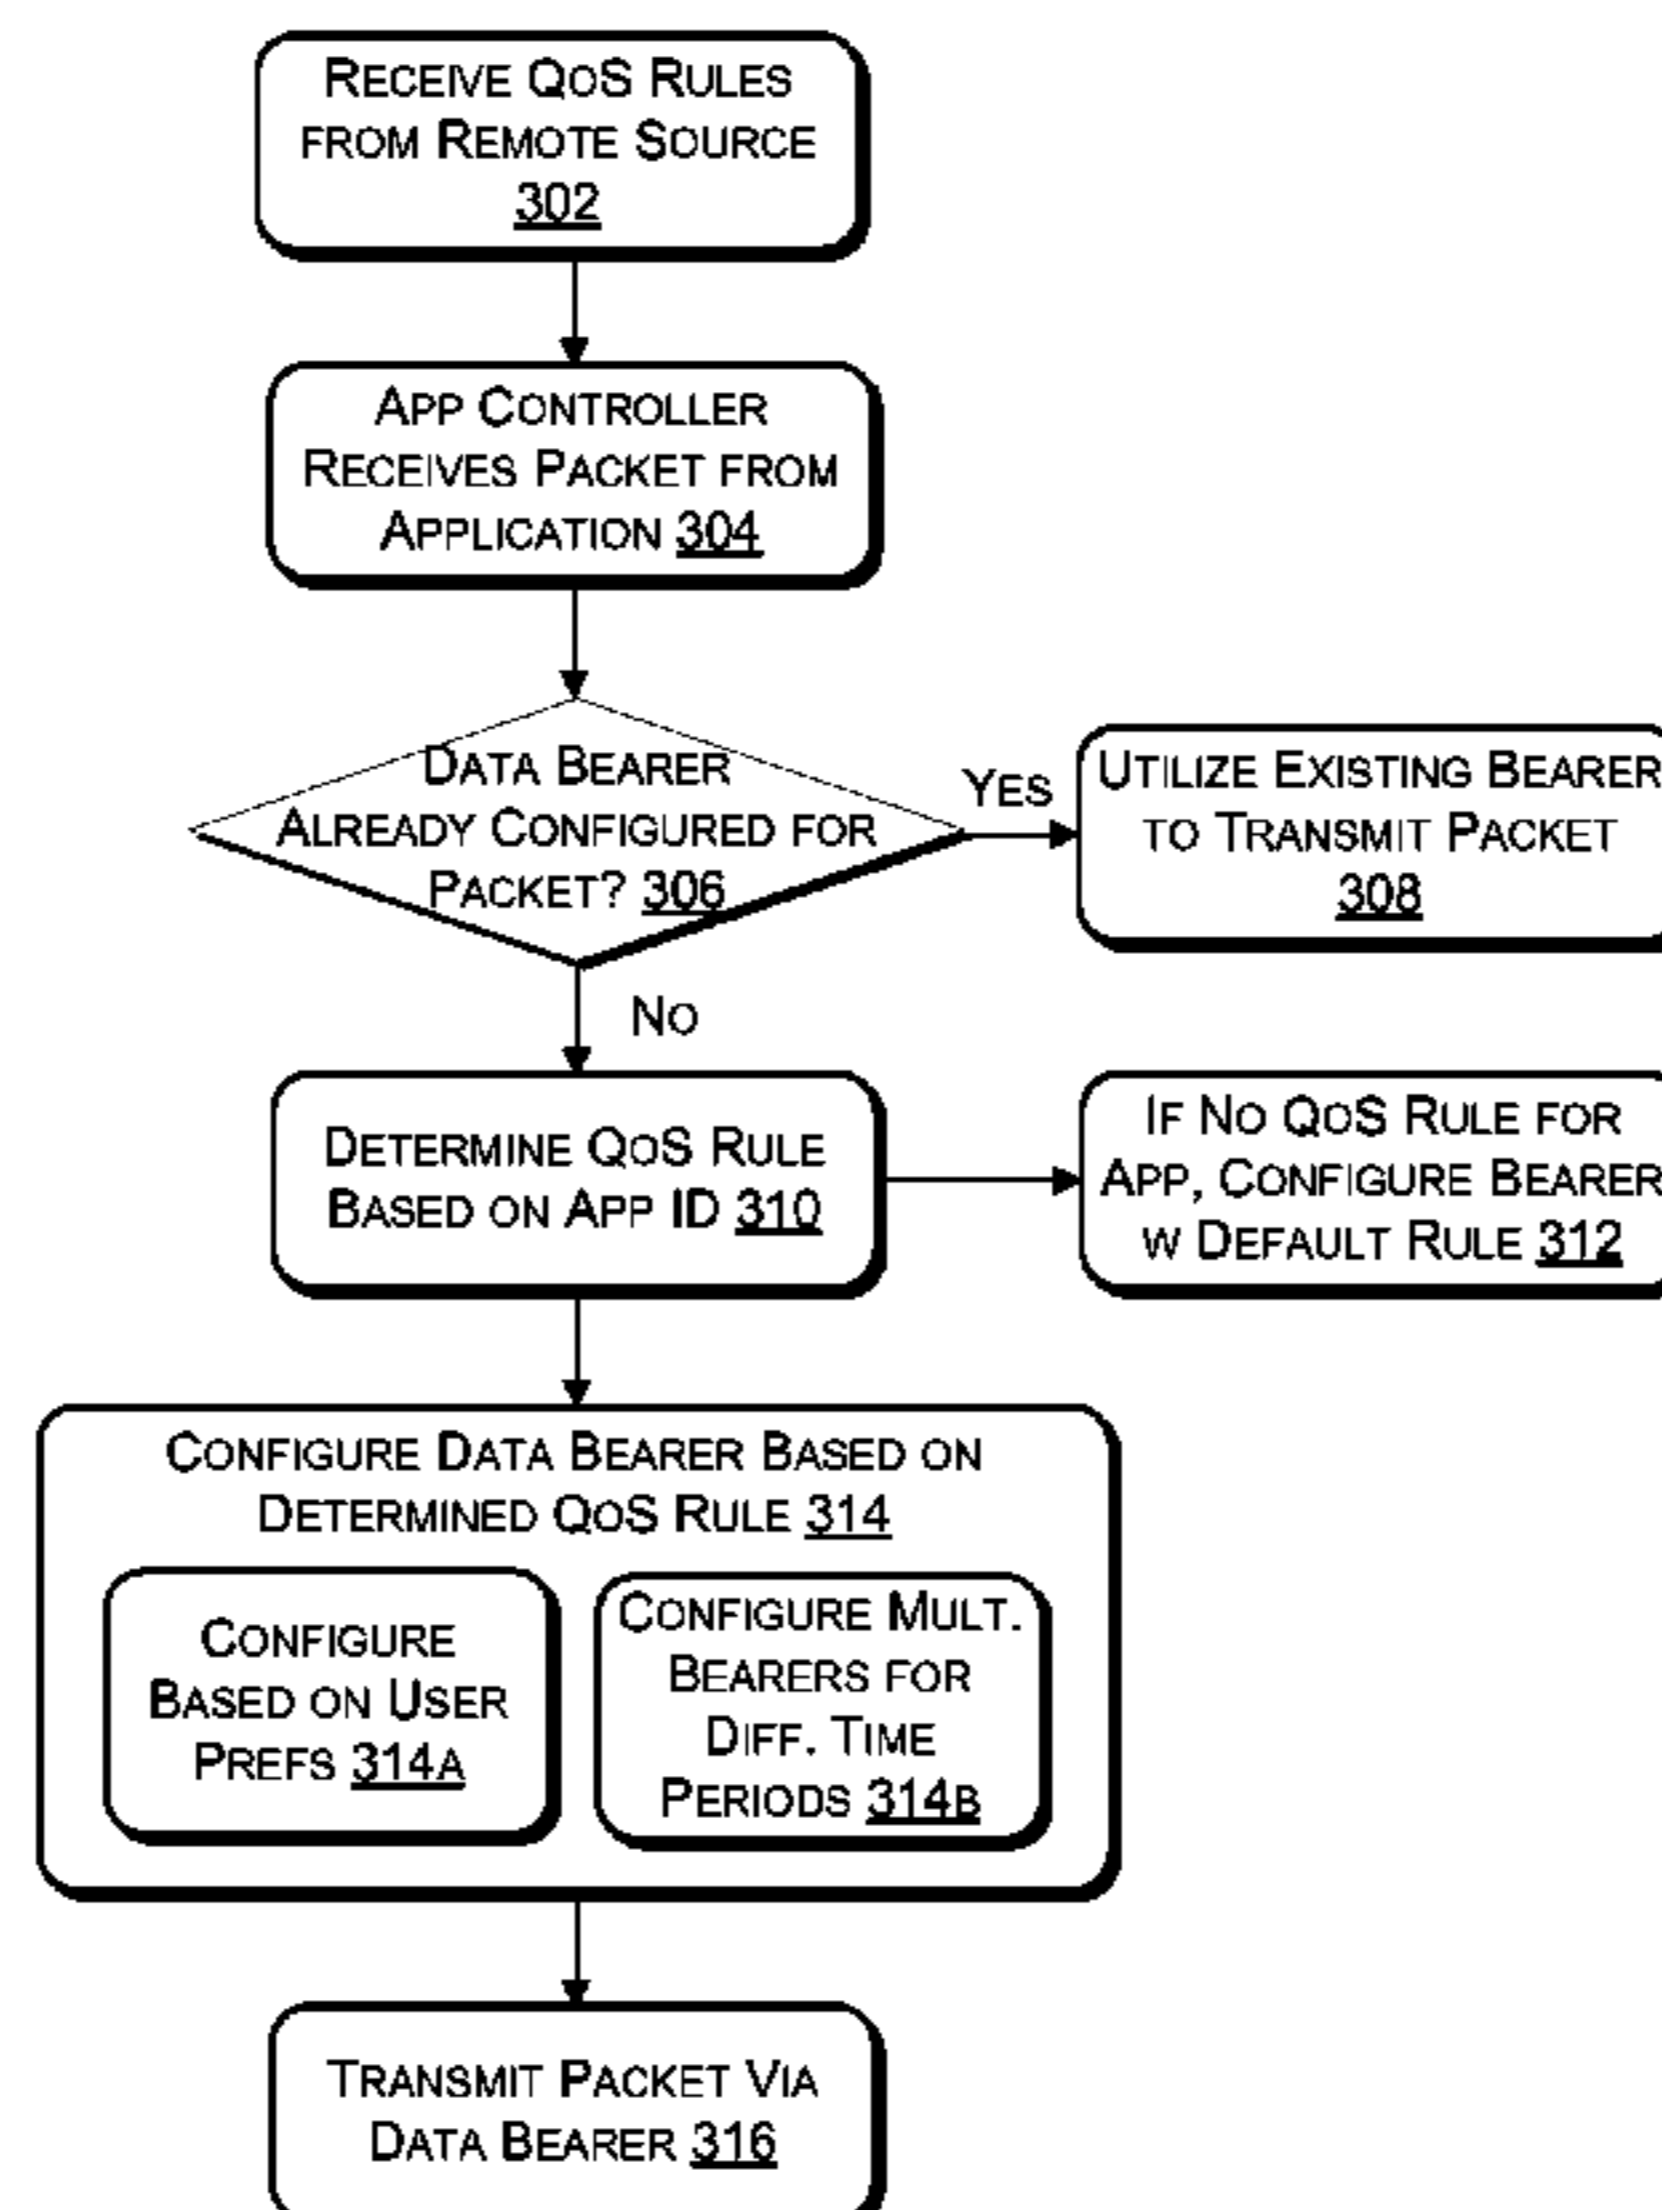 RECEIVE QOS RULES
FROM REMOTE SOURCE
302
APP CONTROLLER
RECEIVES PACKET FROM
APPLICATION 304
DATA BEARER
ALREADY CONFIGURED FOR
PACKET? 306
YES
UTILIZE EXISTING BEARER
TO TRANSMIT PACKET
308
NO
DETERMINE QOS RULE
BASED ON APP ID 310
IF NO QOS RULE FOR
APP, CONFIGURE BEARER
W DEFAULT RULE 312
CONFIGURE DATA BEARER BASED ON
DETERMINED QOS RULE 314
CONFIGURE
BASED ON USER
PREFS 314A
CONFIGURE MULT.
BEARERS FOR
DIFF. TIME
PERIODS 314B
TRANSMIT PACKET VIA
DATA BEARER 316